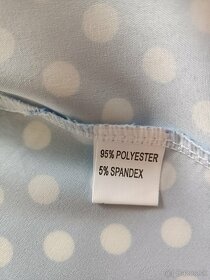 95% POLYESTER
5% SPANDEX